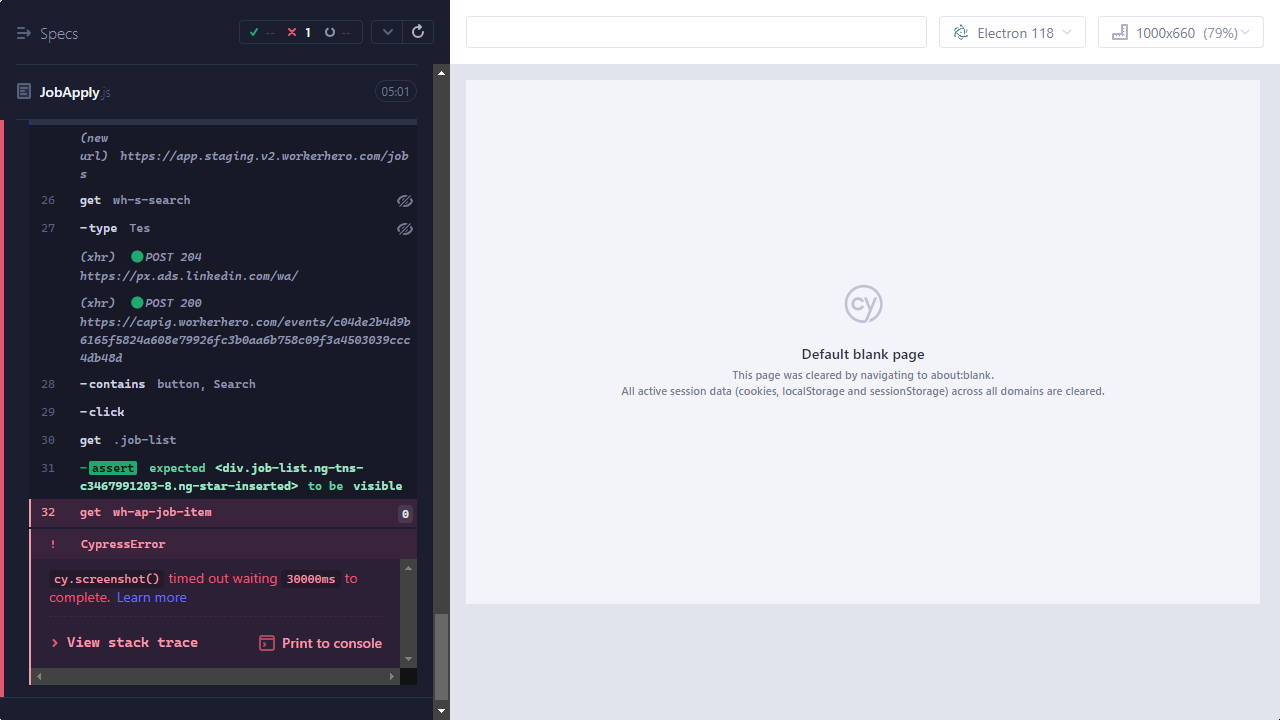 Specs
-- 1 --
Electron 118
1000x660 (79%)
JobApply.js
05:01
(new
url) https://app.staging.v2.workerhero.com/job
s
26 get wh-s-search
27 -type Tes
(xhr) POST 204
https://px.ads.linkedin.com/wa/
(xhr) POST 200
https://capig.workerhero.com/events/c04de2b4d9b
6165f5824a608e79926fc3b0aa6b758c09f3a4503039ccc
4db48d
28 -contains button, Search
29 -click
30 get .job-list
31 -assert expected <div.job-list.ng-tns-
c3467991203-8.ng-star-inserted> to be visible
32 get wh-ap-job-item 0
! CypressError
cy.screenshot() timed out waiting 30000ms to
complete. Learn more
> View stack trace
Print to console
cy
Default blank page
This page was cleared by navigating to about:blank.
All active session data (cookies, localStorage and sessionStorage) across all domains are cleared.